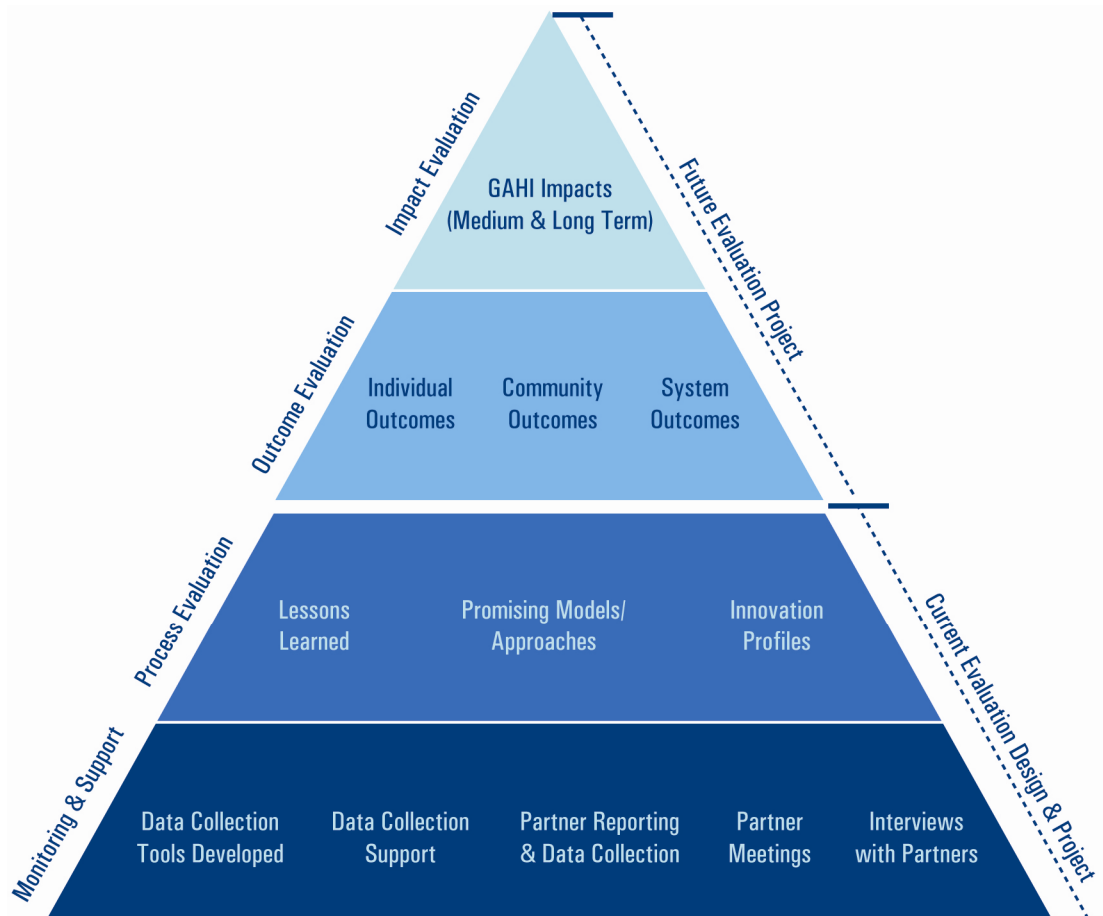 Impact Evaluation
GAHI Impacts
(Medium & Long Term)
Future Evaluation Project
Outcome Evaluation
Individual
Outcomes
Community
Outcomes
System
Outcomes
Process Evaluation
Lessons
Learned
Promising Models/
Approaches
Innovation
Profiles
Current Evaluation Design & Project
Monitoring & Support
Data Collection
Tools Developed
Data Collection
Support
Partner Reporting
& Data Collection
Partner
Meetings
Interviews
with Partners